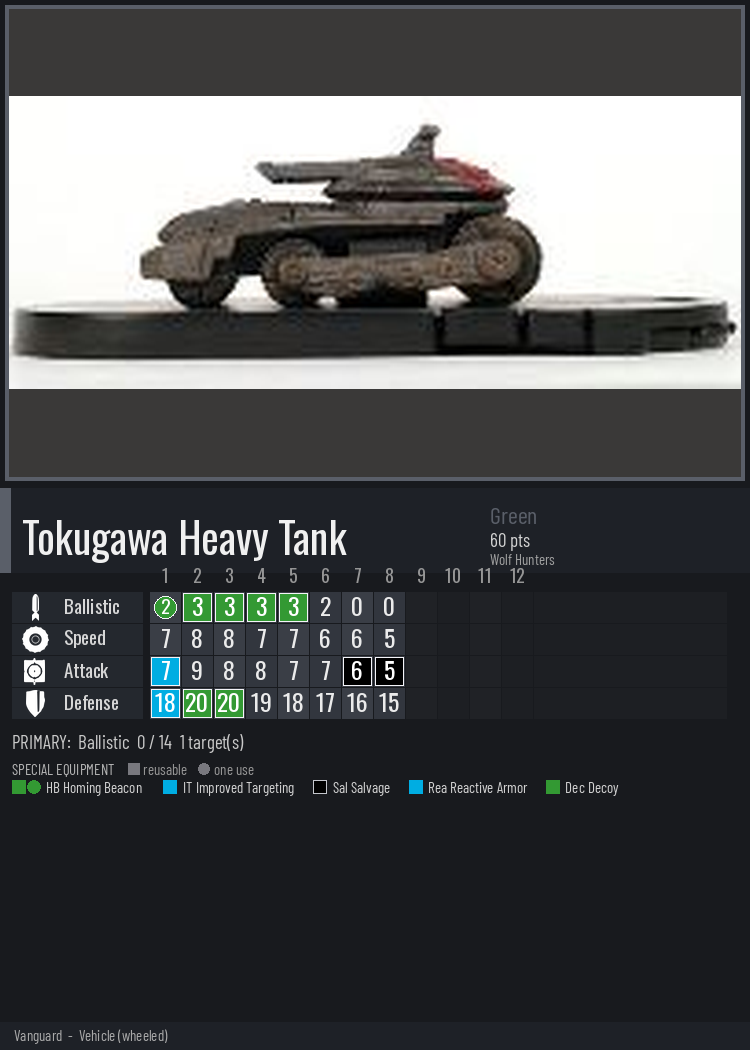 Tokugawa Heavy Tank
Green
60 pts
Wolf Hunters
1 2 3 4 5 6 7 8 9 10 11 12
Ballistic 2 3 3 3 3 2 0 0
Speed 7 8 8 7 7 6 6 5
Attack 7 9 8 8 7 7 6 5
Defense 18 20 20 19 18 17 16 15
PRIMARY: Ballistic 0 / 14 1 target(s)
SPECIAL EQUIPMENT reusable one use
HB Homing Beacon IT Improved Targeting Sal Salvage Rea Reactive Armor Dec Decoy
Vanguard - Vehicle (wheeled)